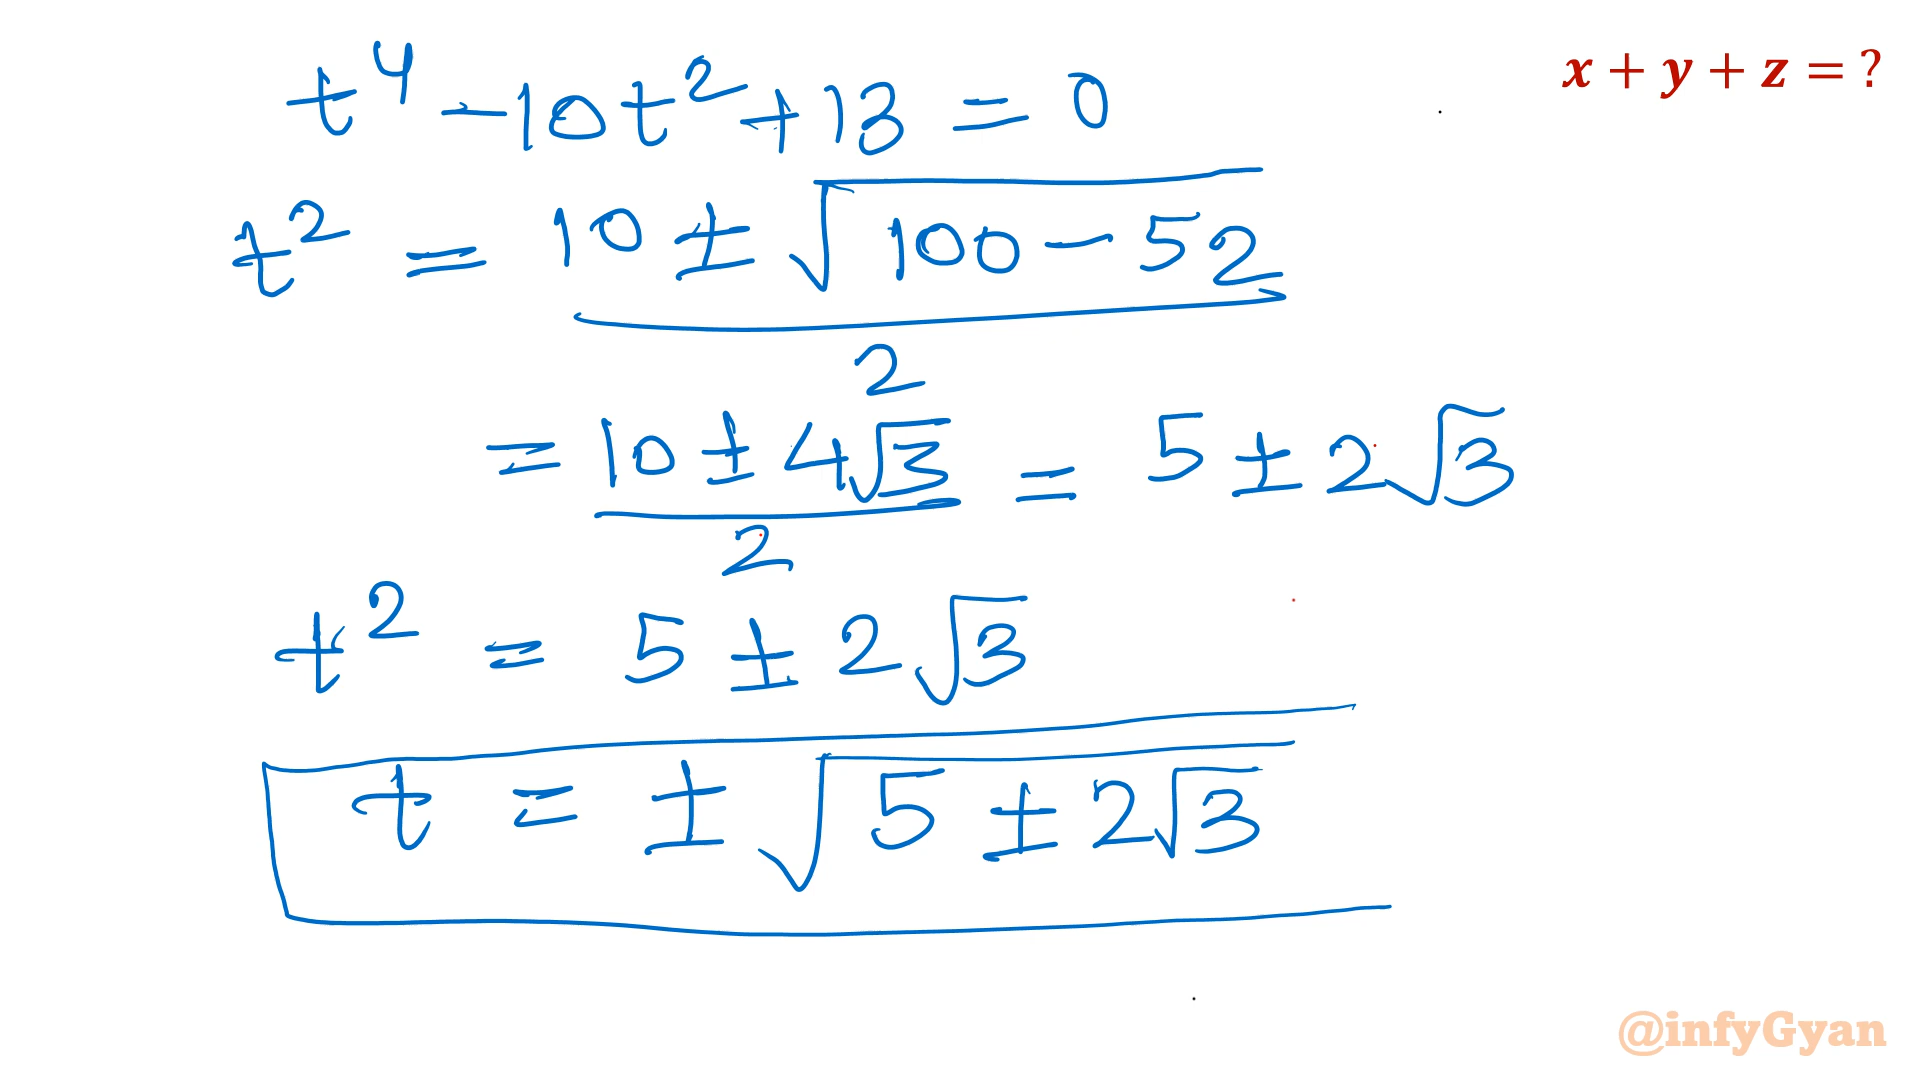 x + y + z = ?
t⁴ - 10t² + 13 = 0
t² = (10 ± √(100 - 52)) / 2
= (10 ± 4√3) / 2 = 5 ± 2√3
t² = 5 ± 2√3
t = ± √(5 ± 2√3)
@infyGyan